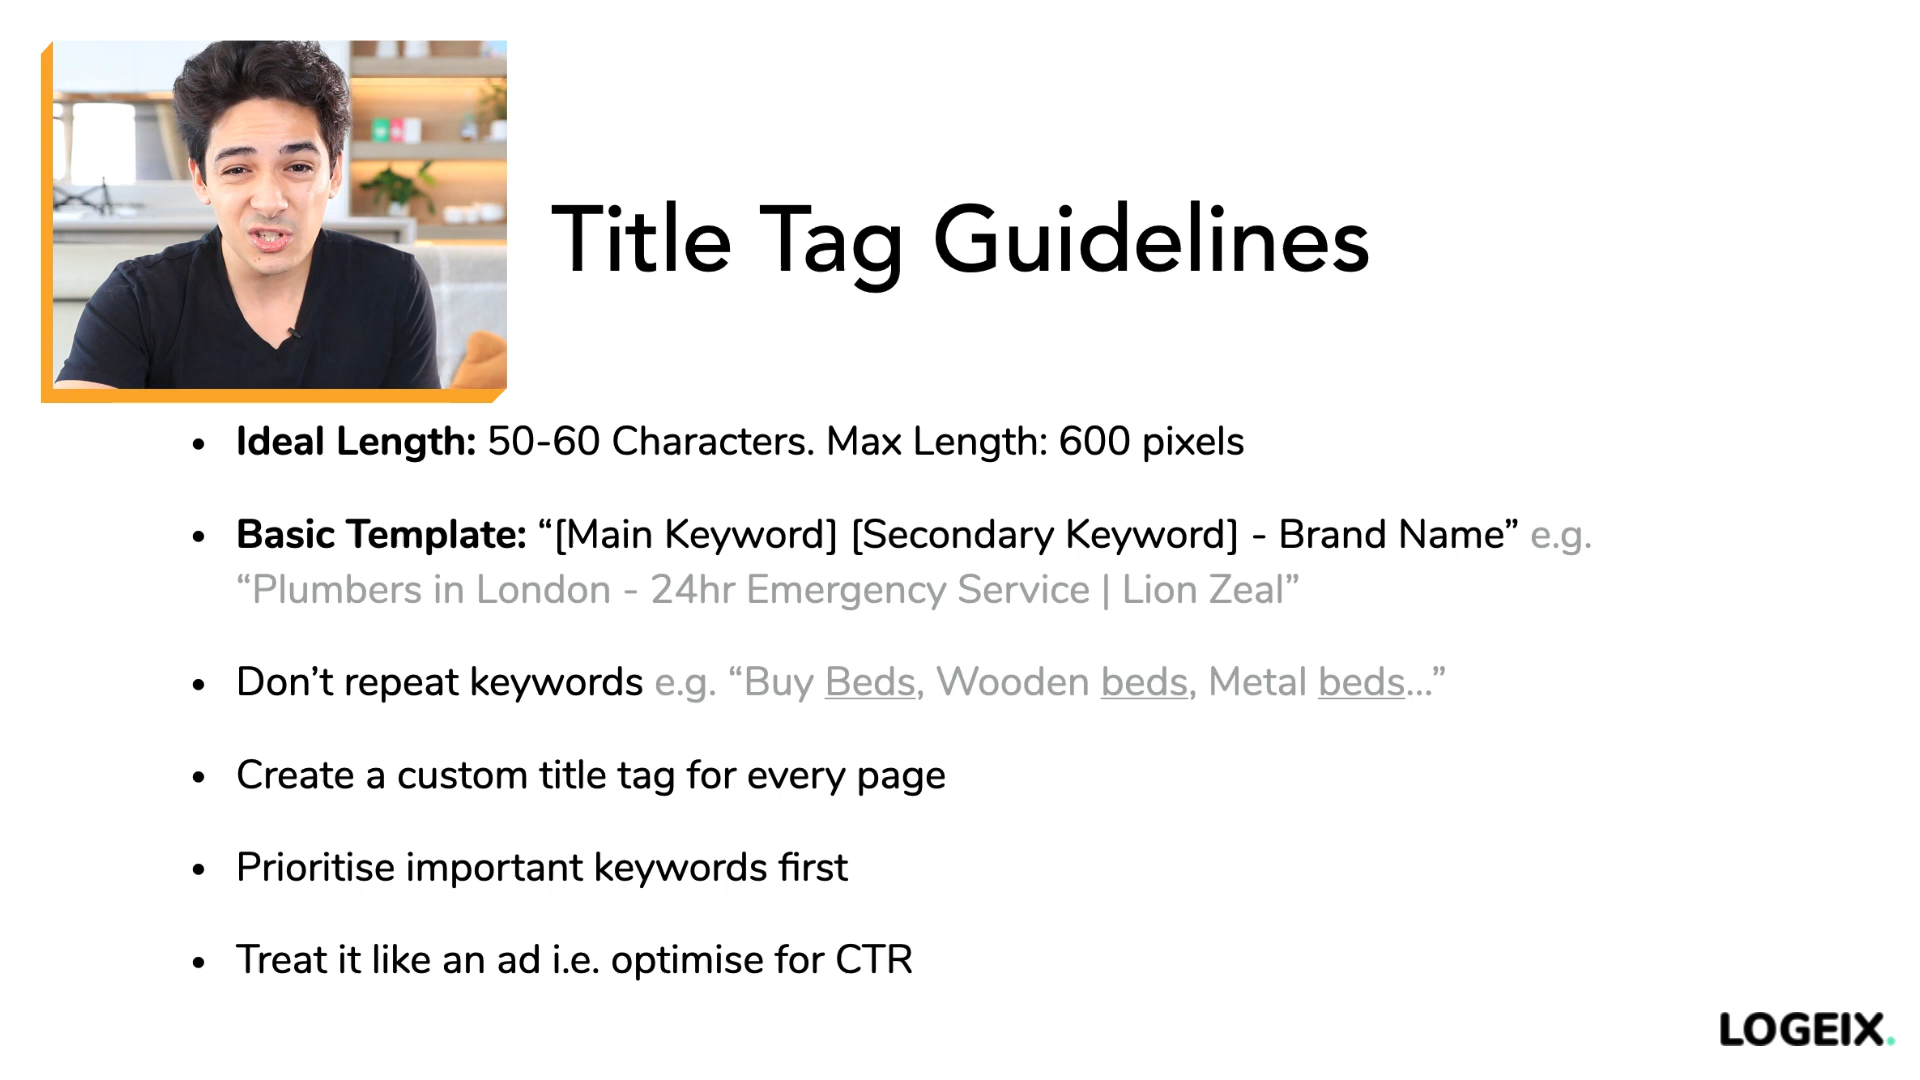 Title Tag Guidelines
• Ideal Length: 50-60 Characters. Max Length: 600 pixels
• Basic Template: “[Main Keyword] [Secondary Keyword] - Brand Name” e.g.
“Plumbers in London - 24hr Emergency Service | Lion Zeal”
• Don’t repeat keywords e.g. “Buy Beds, Wooden beds, Metal beds...”
• Create a custom title tag for every page
• Prioritise important keywords first
• Treat it like an ad i.e. optimise for CTR
LOGEIX.